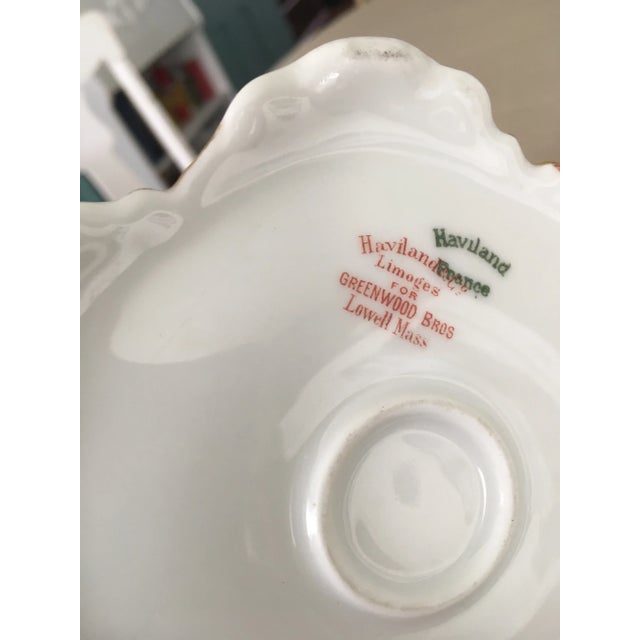 Haviland
France
Haviland & Co
Limoges
FOR
GREENWOOD BROS
Lowell Mass